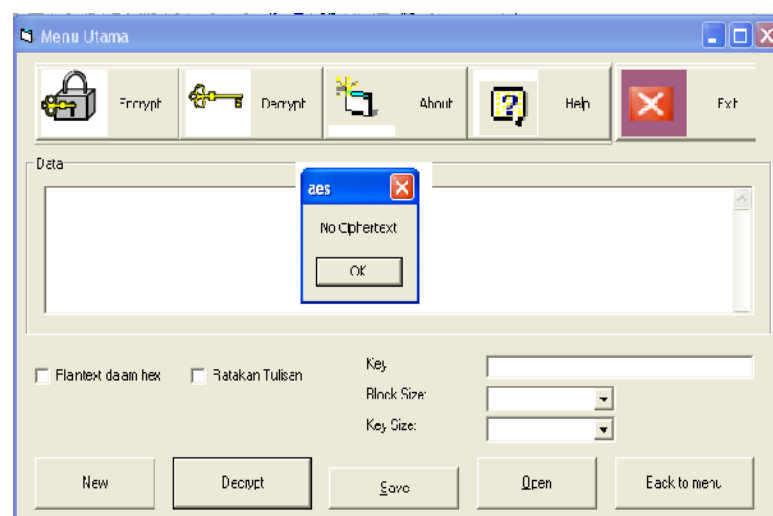 Menu Utama
Encrypt
Decrypt
About
Help
Exit
Data
aes
No Ciphertext
OK
Plantext dalam hex
Ratakan Tulisan
Key
Block Size:
Key Size:
New
Decrypt
Save
Open
Back to menu